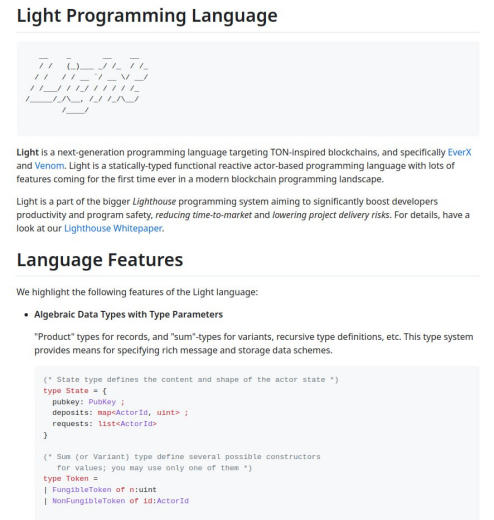 Light Programming Language
Light is a next-generation programming language targeting TON-inspired blockchains, and specifically EverX
and Venom. Light is a statically-typed functional reactive actor-based programming language with lots of
features coming for the first time ever in a modern blockchain programming landscape.
Light is a part of the bigger Lighthouse programming system aiming to significantly boost developers
productivity and program safety, reducing time-to-market and lowering project delivery risks. For details, have a
look at our Lighthouse Whitepaper.
Language Features
We highlight the following features of the Light language:
• Algebraic Data Types with Type Parameters
"Product" types for records, and "sum"-types for variants, recursive type definitions, etc. This type system
provides means for specifying rich message and storage data schemes.
(* State type defines the content and shape of the actor state *)
type State = {
  pubkey: PubKey ;
  deposits: map<ActorId, uint> ;
  requests: list<ActorId>
}
(* Sum (or Variant) type define several possible constructors
   for values; you may use only one of them *)
type Token =
| FungibleToken of n:uint
| NonFungibleToken of id:ActorId